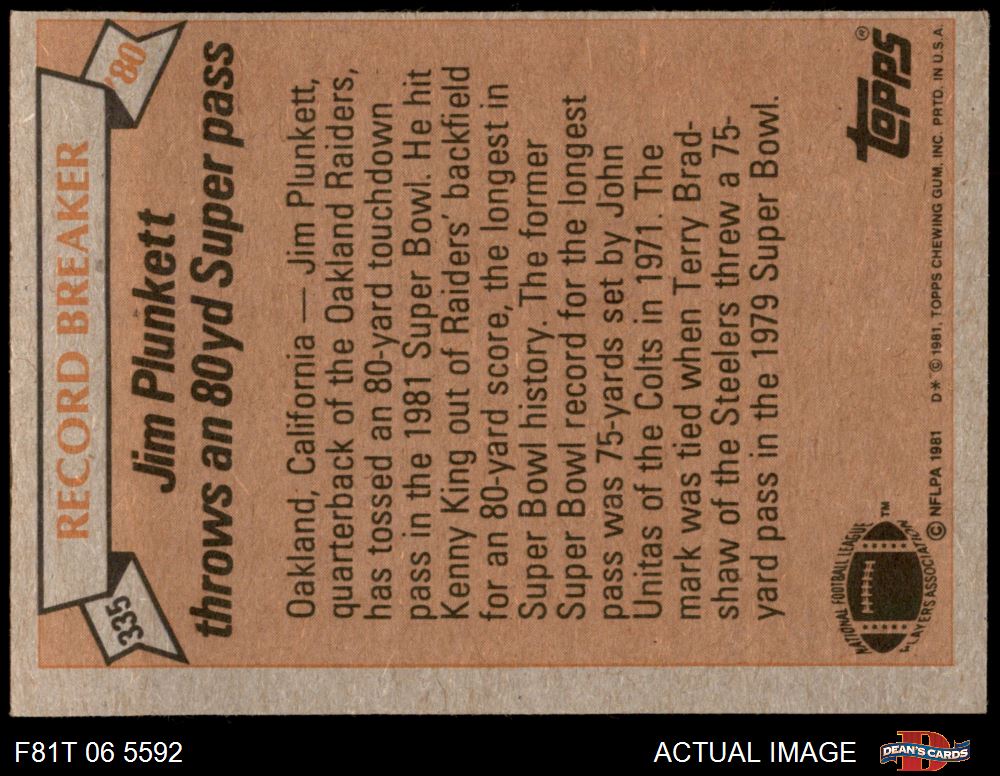 RECORD BREAKER
335
'80
Jim Plunkett
throws an 80yd Super pass
Oakland, California — Jim Plunkett,
quarterback of the Oakland Raiders,
has tossed an 80-yard touchdown
pass in the 1981 Super Bowl. He hit
Kenny King out of Raiders' backfield
for an 80-yard score, the longest in
Super Bowl history. The former
Super Bowl record for the longest
pass was 75-yards set by John
Unitas of the Colts in 1971. The
mark was tied when Terry Brad-
shaw of the Steelers threw a 75-
yard pass in the 1979 Super Bowl.
NATIONAL FOOTBALL LEAGUE
PLAYERS ASSOCIATION
TM
TOPPS®
© NFLPA 1981 D* © 1981, TOPPS CHEWING GUM, INC. PRTD. IN U.S.A.
F81T 06 5592
ACTUAL IMAGE
D
DEAN'S CARDS